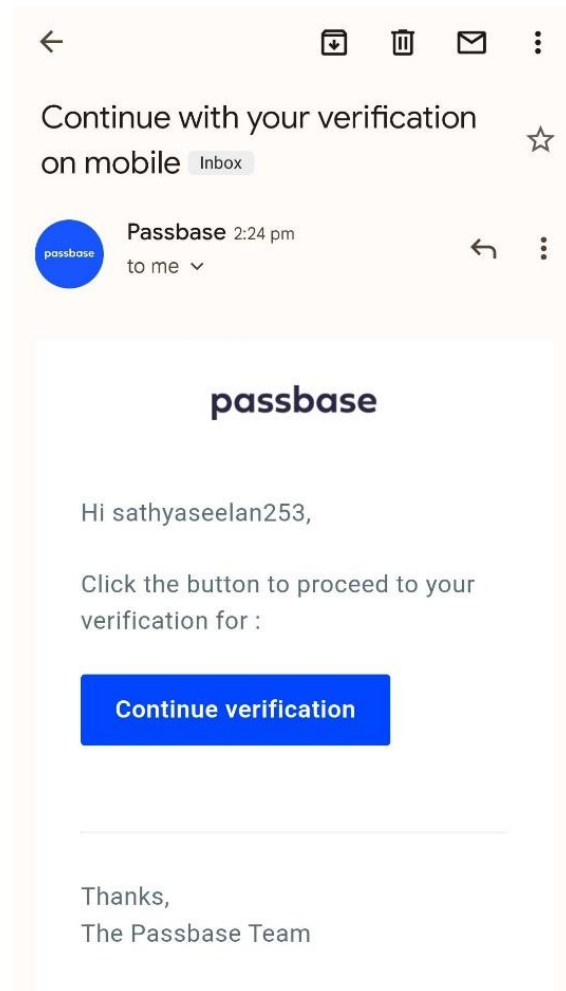 Continue with your verification
on mobile Inbox
Passbase 2:24 pm
passbase
to me
passbase
Hi sathyaseelan253,
Click the button to proceed to your
verification for :
Continue verification
Thanks,
The Passbase Team